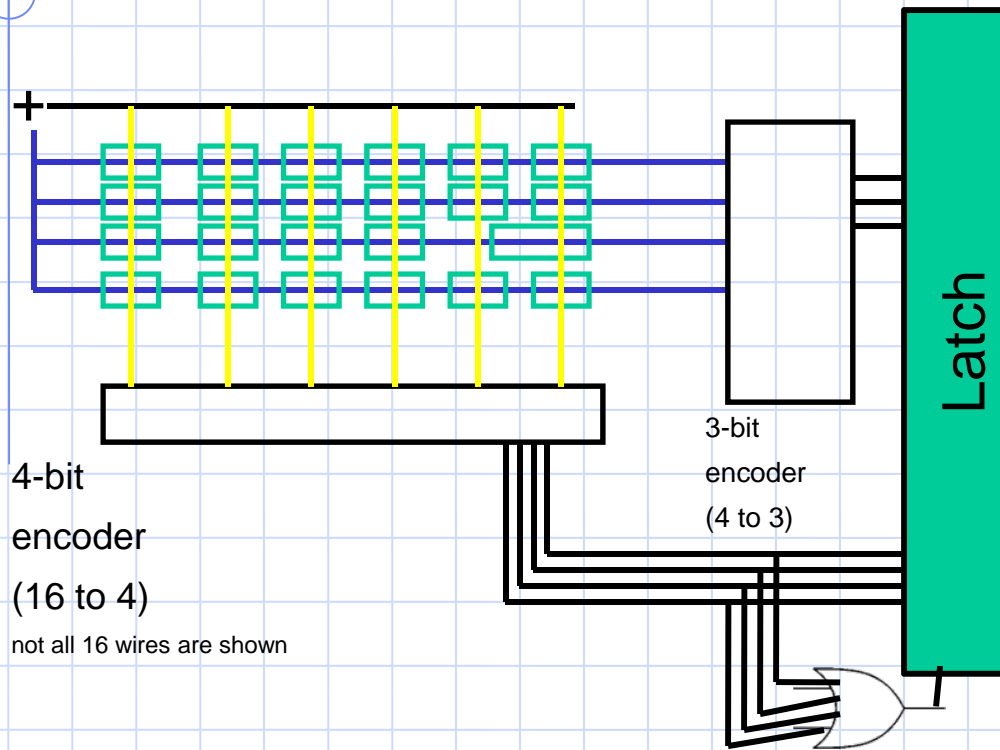 +
Latch
3-bit
encoder
(4 to 3)
4-bit
encoder
(16 to 4)
not all 16 wires are shown